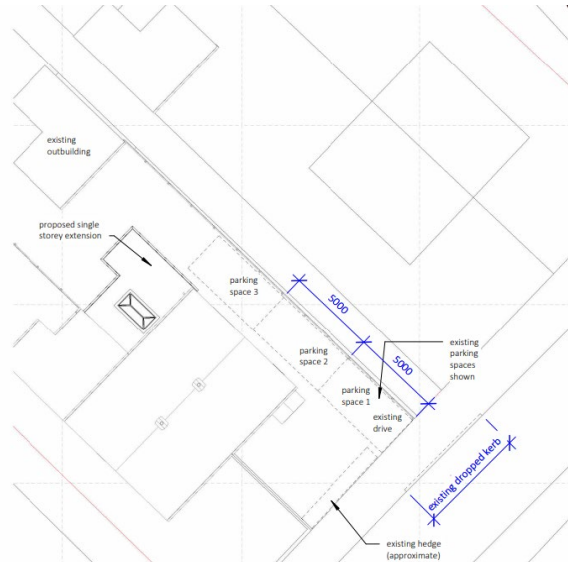 existing
outbuilding
proposed single
storey extension
parking
space 3
5000
existing
parking
spaces
shown
parking
space 2
5000
parking
space 1
existing
drive
existing dropped kerb
existing hedge
(approximate)